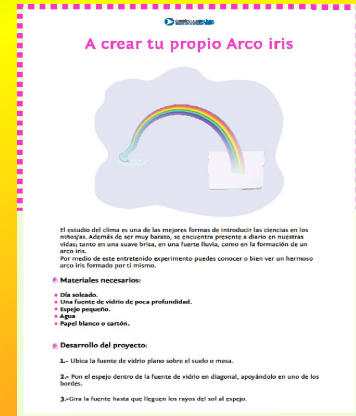 A crear tu propio Arco iris
El estudio del clima es una de las mejores formas de introducir las ciencias en los
niños/as. Además de ser muy barato, se encuentra presente a diario en nuestras
vidas; tanto en una suave brisa, en una fuerte lluvia, como en la formación de un
arco iris.
Por medio de este entretenido experimento puedes conocer o bien ver un hermoso
arco iris formado por ti mismo.
Materiales necesarios:
Día soleado.
Una fuente de vidrio de poca profundidad.
Espejo pequeño.
Agua
Papel blanco o cartón.
Desarrollo del proyecto:
1.- Ubica la fuente de vidrio plano sobre el suelo o mesa.
2.- Pon el espejo dentro de la fuente de vidrio en diagonal, apoyándolo en uno de los
bordes.
3.-Gira la fuente hasta que lleguen los rayos del sol al espejo.